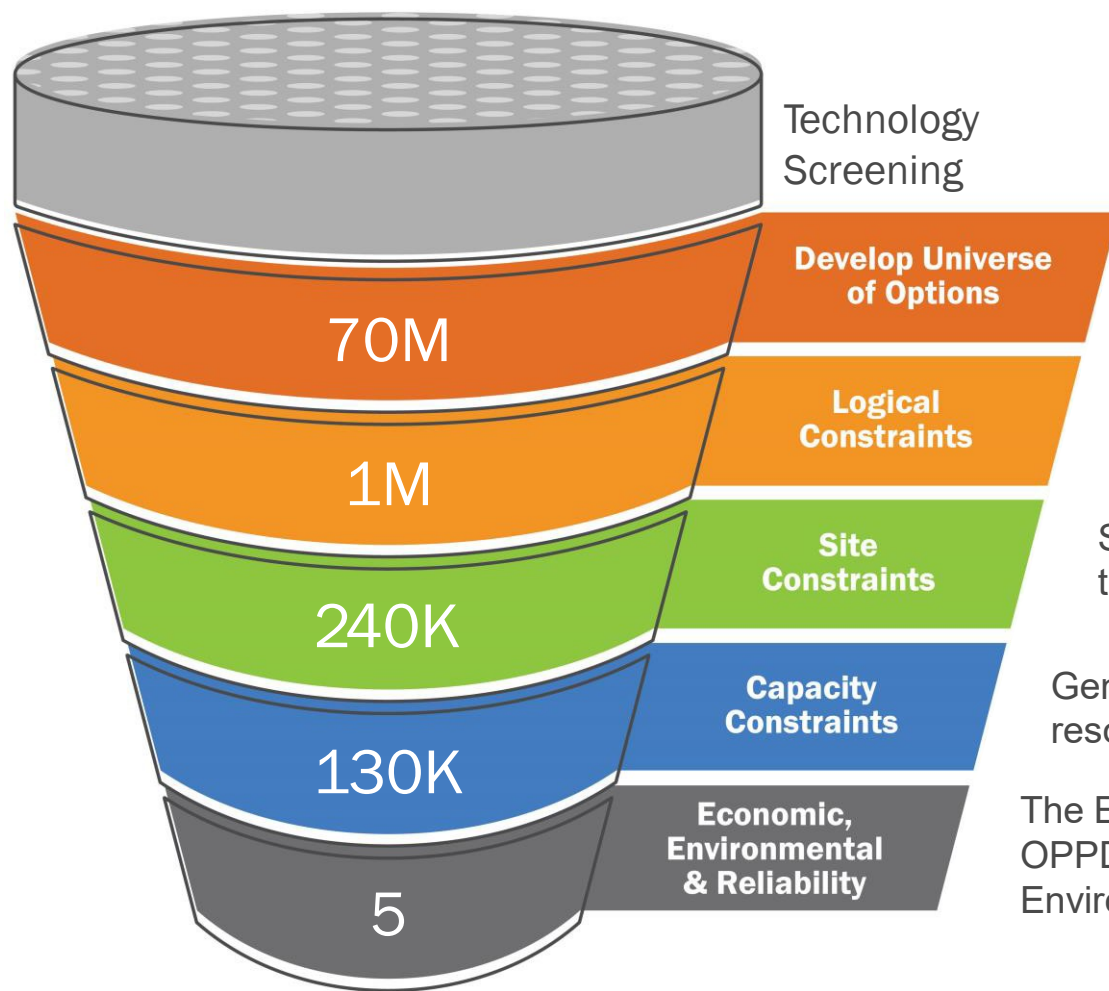 Technology
Screening
Develop Universe
of Options
70M
Logical
Constraints
1M
Site
Constraints
240K
Capacity
Constraints
130K
The
OPPD
Economic,
Environmental
& Reliability
5